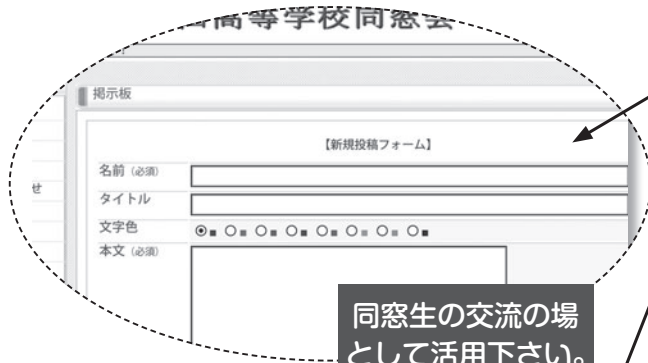 高等学校同窓会
掲示板
【新規投稿フォーム】
せ
名前（必須）
タイトル
文字色
本文（必須）
同窓生の交流の場
として活用下さい。